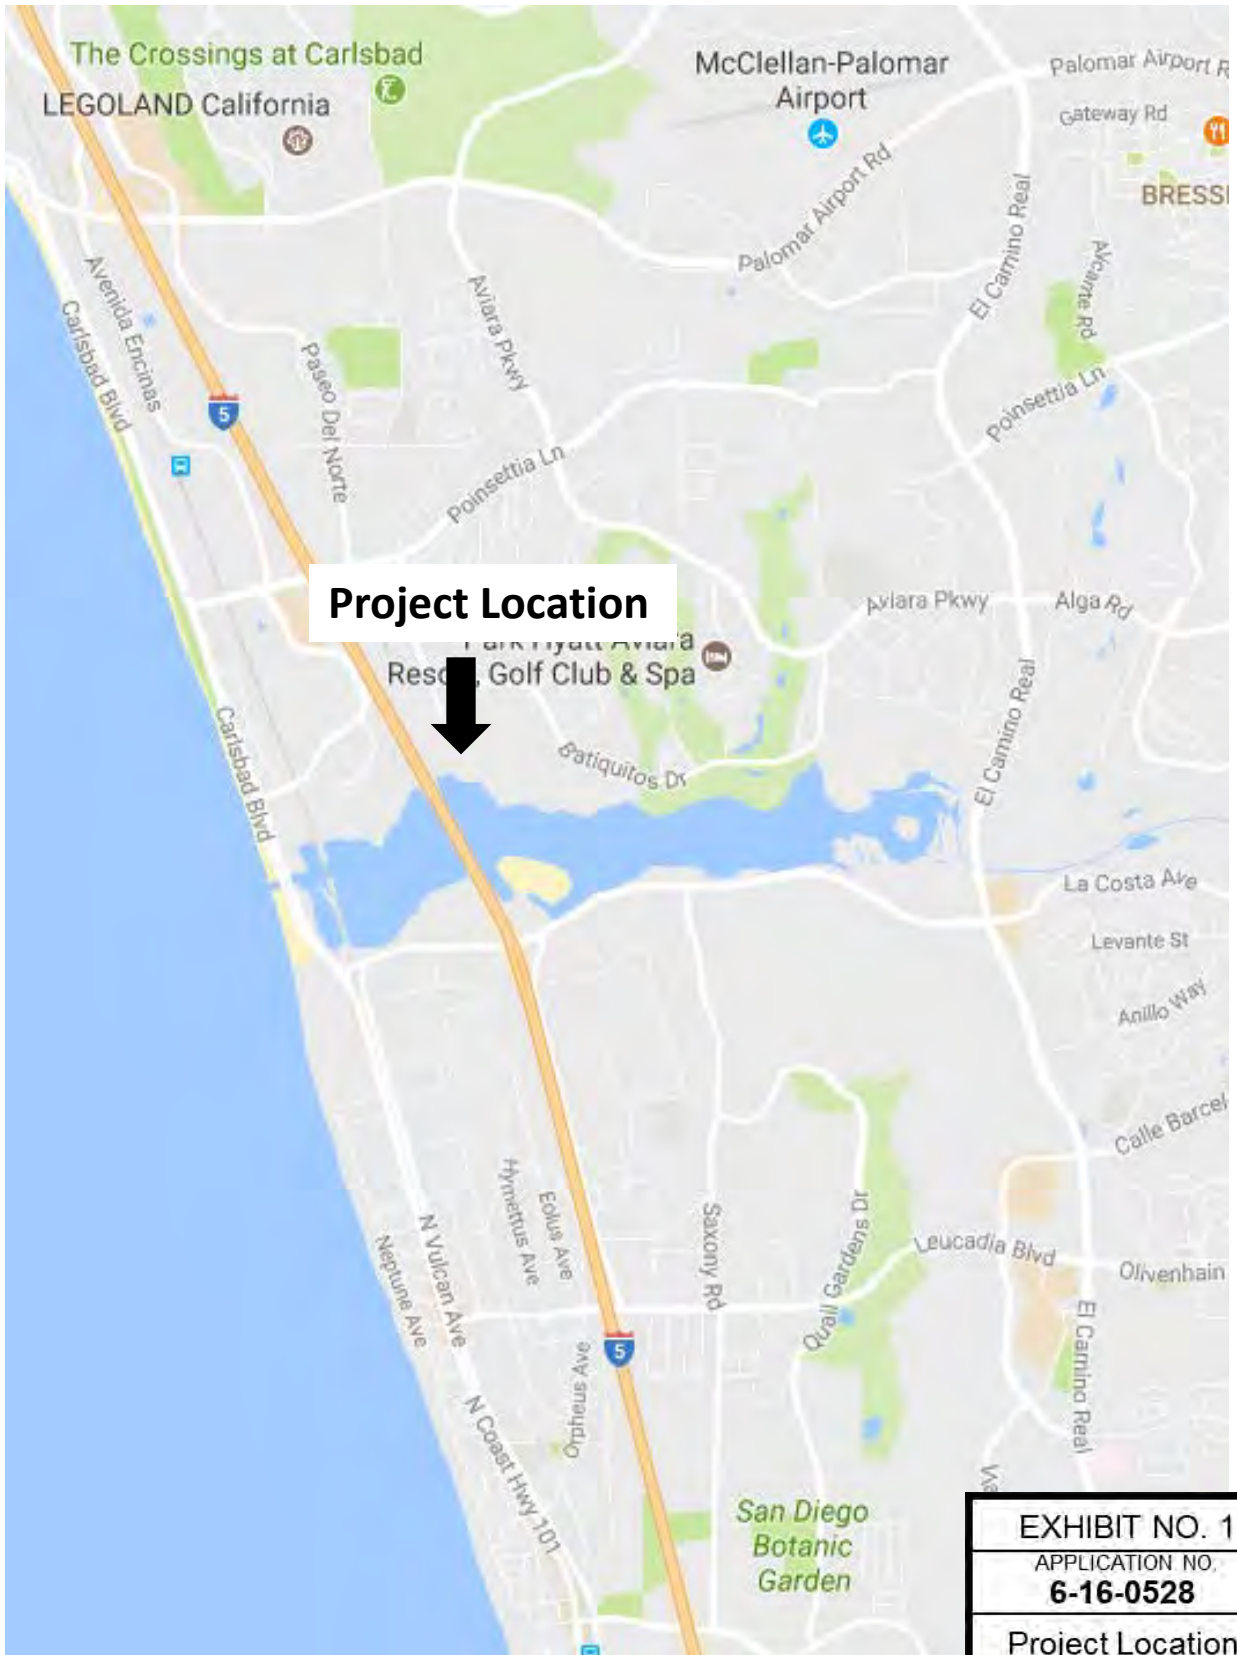 The Crossings at Carlsbad
LEGOLAND California
McClellan-Palomar
Airport
Palomar Airport R
Gateway Rd
BRESSI
Palomar Airport Rd
El Camino Real
Alicante Rd
Avenida Encinas
Carlsbad Blvd
Aviara Pkwy
Paseo Del Norte
5
Poinsettia Ln
Poinsettia Ln
Project Location
Park Hyatt Aviara
Resort, Golf Club & Spa
Aviara Pkwy
Alga Rd
El Camino Real
Carlsbad Blvd
Batiquitos Dr
La Costa Ave
Levante St
Anillo Way
Calle Barcel
Hymettus Ave
Eolus Ave
Saxony Rd
Quail Gardens Dr
Leucadia Blvd
Olivenhain
N Vulcan Ave
Neptune Ave
5
El Camino Real
Orpheus Ave
N Coast Hwy 101
San Diego
Botanic
Garden
EXHIBIT NO. 1
APPLICATION NO.
6-16-0528
Project Location